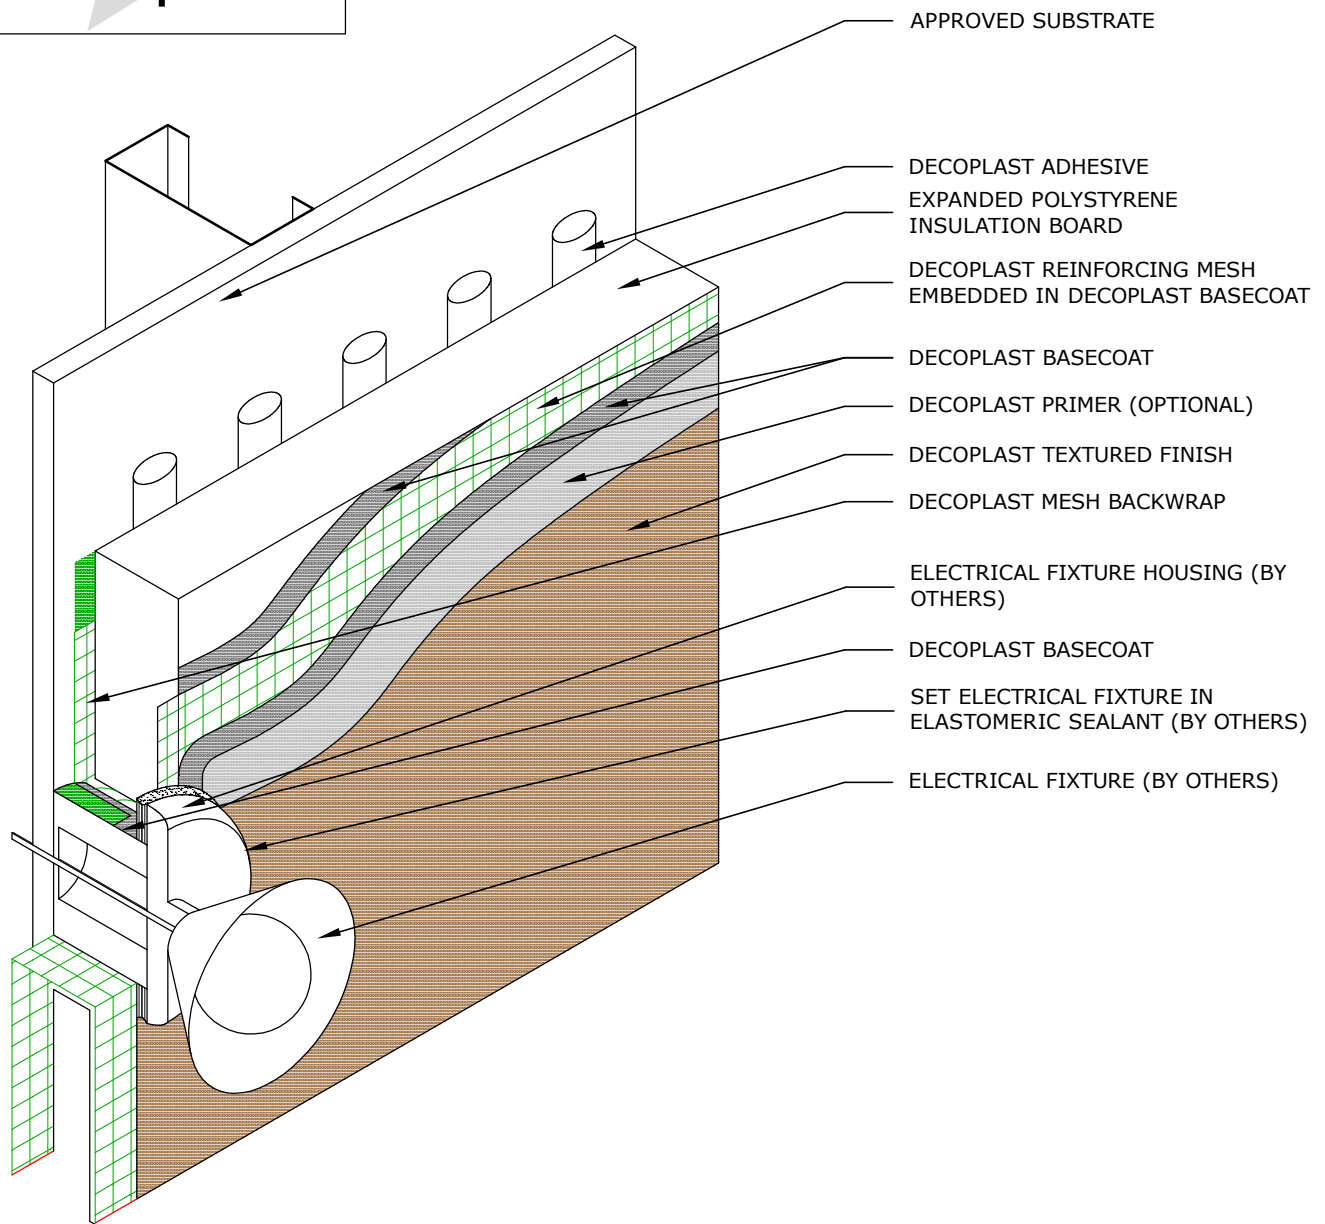 APPROVED SUBSTRATE
DECOPLAST ADHESIVE
EXPANDED POLYSTYRENE
INSULATION BOARD
DECOPLAST REINFORCING MESH
EMBEDDED IN DECOPLAST BASECOAT
DECOPLAST BASECOAT
DECOPLAST PRIMER (OPTIONAL)
DECOPLAST TEXTURED FINISH
DECOPLAST MESH BACKWRAP
ELECTRICAL FIXTURE HOUSING (BY
OTHERS)
DECOPLAST BASECOAT
SET ELECTRICAL FIXTURE IN
ELASTOMERIC SEALANT (BY OTHERS)
ELECTRICAL FIXTURE (BY OTHERS)